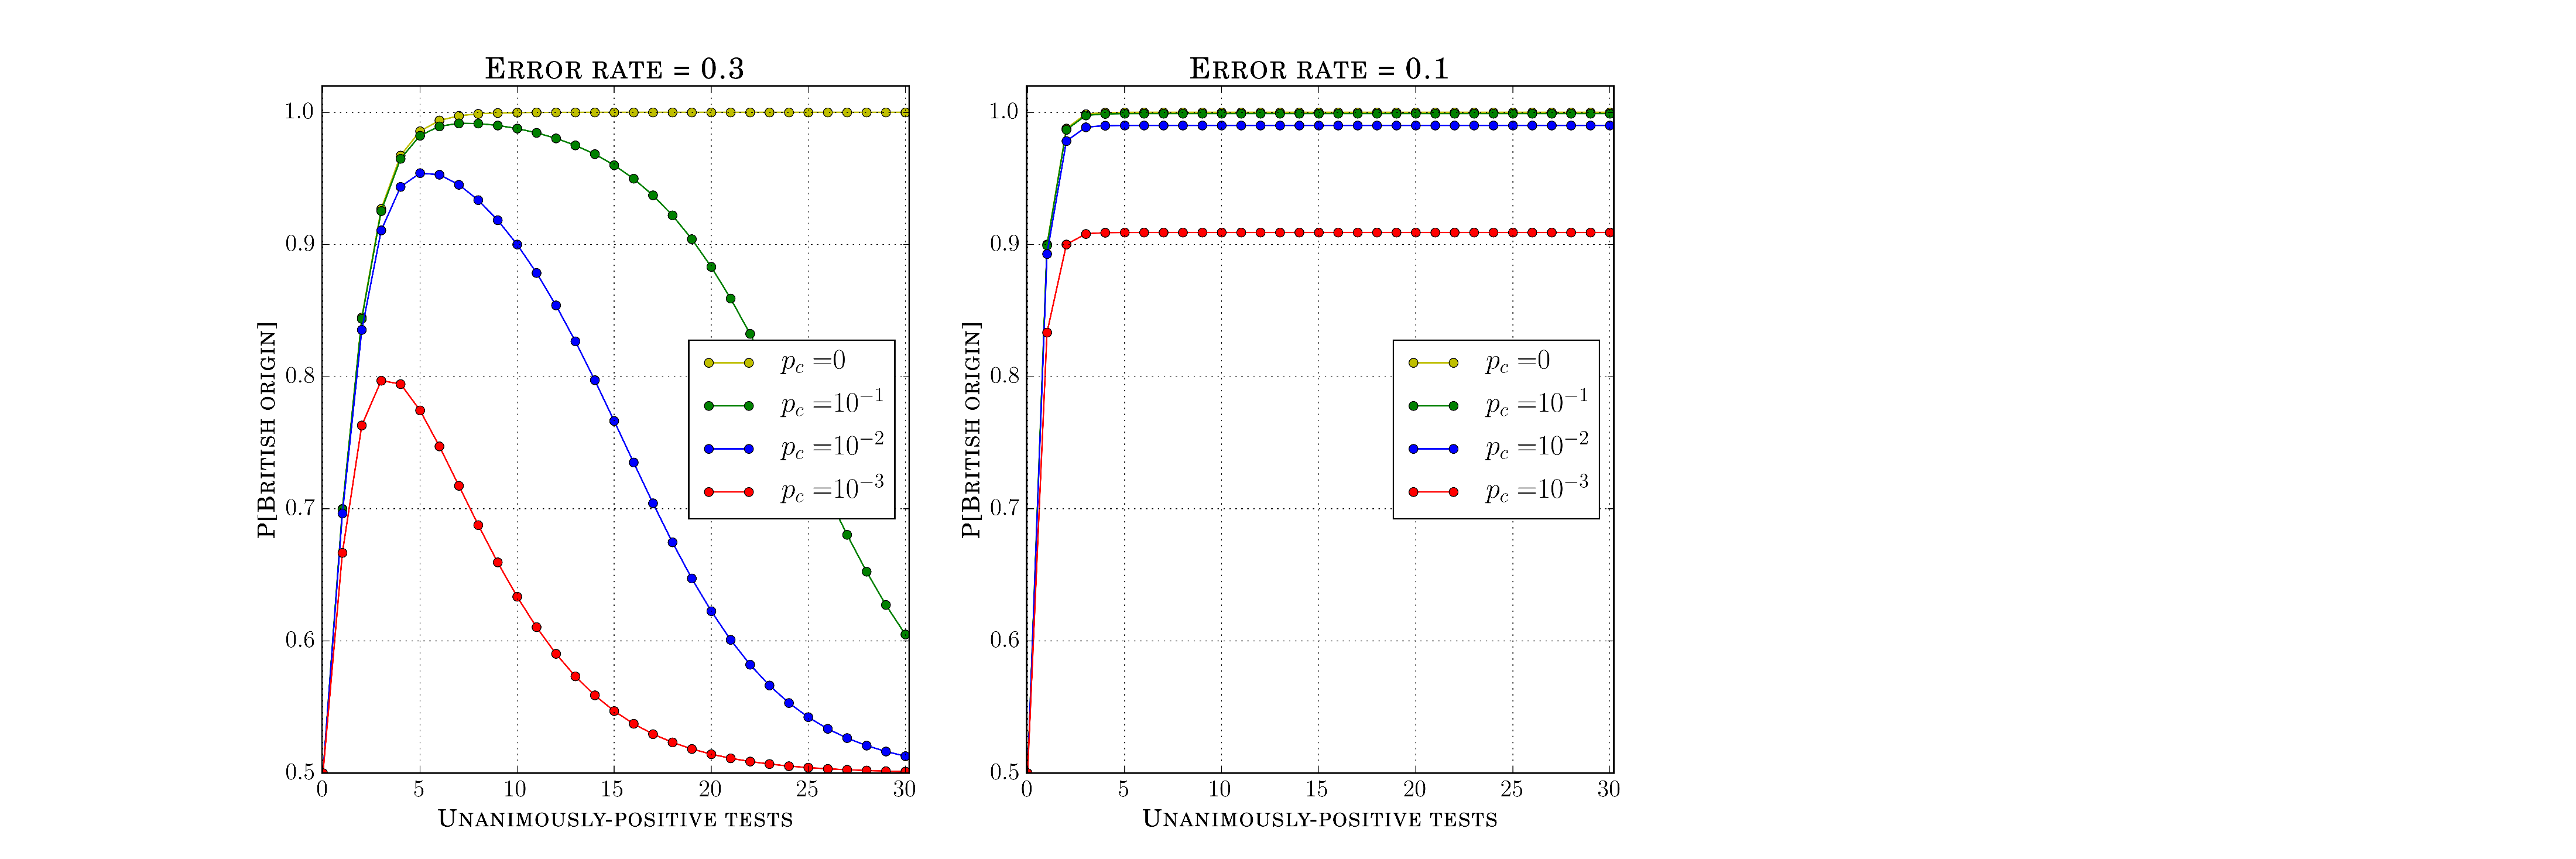 ERROR RATE = 0.3
1.0
0.9
0.8
0.7
0.6
0.5
0 5 10 15 20 25 30
P[BRITISH ORIGIN]
UNANIMOUSLY-POSITIVE TESTS
p_c =0
p_c =10⁻¹
p_c =10⁻²
p_c =10⁻³
ERROR RATE = 0.1
1.0
0.9
0.8
0.7
0.6
0.5
0 5 10 15 20 25 30
P[BRITISH ORIGIN]
UNANIMOUSLY-POSITIVE TESTS
p_c =0
p_c =10⁻¹
p_c =10⁻²
p_c =10⁻³